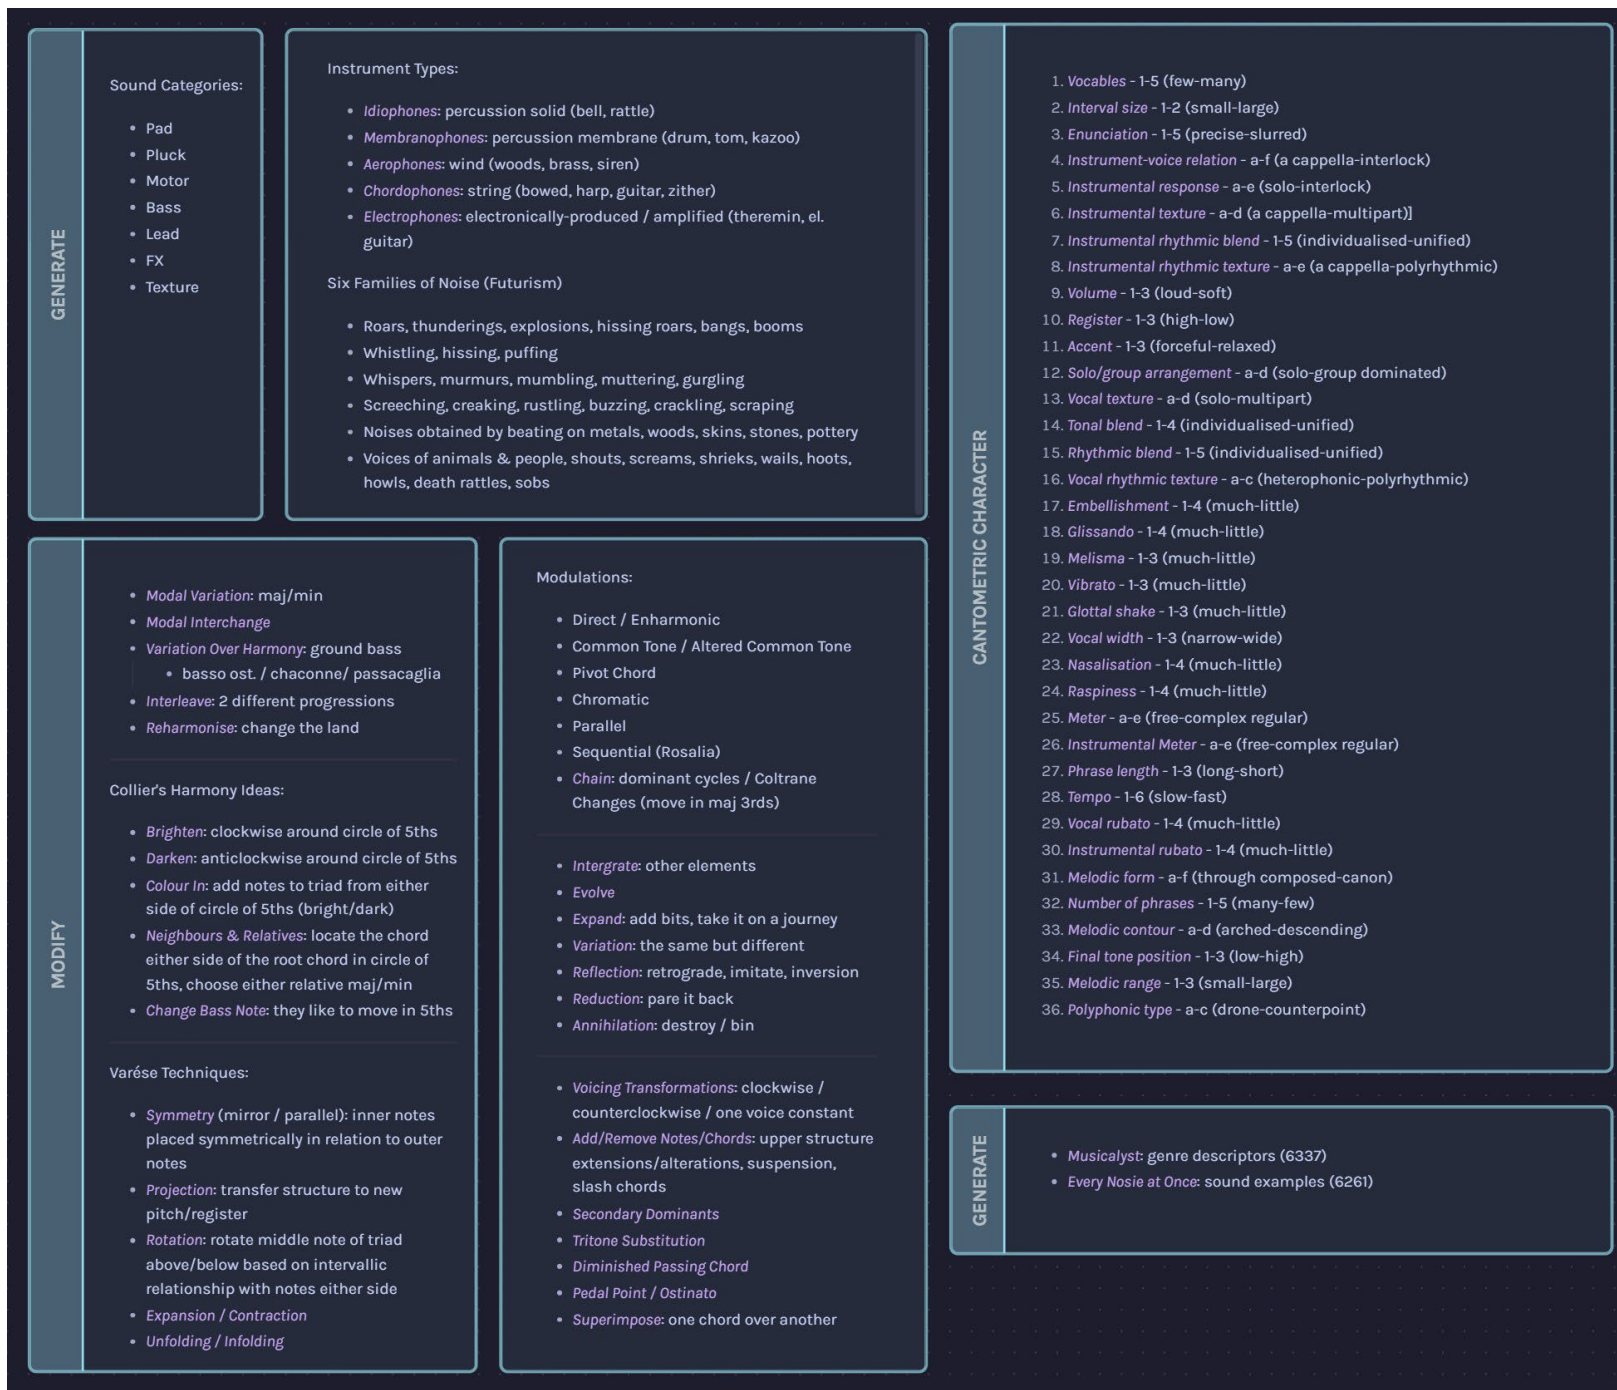 GENERATE
Sound Categories:
Pad
Pluck
Motor
Bass
Lead
FX
Texture
Instrument Types:
Idiophones: percussion solid (bell, rattle)
Membranophones: percussion membrane (drum, tom, kazoo)
Aerophones: wind (woods, brass, siren)
Chordophones: string (bowed, harp, guitar, zither)
Electrophones: electronically-produced / amplified (theremin, el.
guitar)
Six Families of Noise (Futurism)
Roars, thunderings, explosions, hissing roars, bangs, booms
Whistling, hissing, puffing
Whispers, murmurs, mumbling, muttering, gurgling
Screeching, creaking, rustling, buzzing, crackling, scraping
Noises obtained by beating on metals, woods, skins, stones, pottery
Voices of animals & people, shouts, screams, shrieks, wails, hoots,
howls, death rattles, sobs
MODIFY
Modal Variation: maj/min
Modal Interchange
Variation Over Harmony: ground bass
basso ost. / chaconne/ passacaglia
Interleave: 2 different progressions
Reharmonise: change the land
Collier's Harmony Ideas:
Brighten: clockwise around circle of 5ths
Darken: anticlockwise around circle of 5ths
Colour In: add notes to triad from either
side of circle of 5ths (bright/dark)
Neighbours & Relatives: locate the chord
either side of the root chord in circle of
5ths, choose either relative maj/min
Change Bass Note: they like to move in 5ths
Varése Techniques:
Symmetry (mirror / parallel): inner notes
placed symmetrically in relation to outer
notes
Projection: transfer structure to new
pitch/register
Rotation: rotate middle note of triad
above/below based on intervallic
relationship with notes either side
Expansion / Contraction
Unfolding / Infolding
Modulations:
Direct / Enharmonic
Common Tone / Altered Common Tone
Pivot Chord
Chromatic
Parallel
Sequential (Rosalia)
Chain: dominant cycles / Coltrane
Changes (move in maj 3rds)
Intergrate: other elements
Evolve
Expand: add bits, take it on a journey
Variation: the same but different
Reflection: retrograde, imitate, inversion
Reduction: pare it back
Annihilation: destroy / bin
Voicing Transformations: clockwise /
counterclockwise / one voice constant
Add/Remove Notes/Chords: upper structure
extensions/alterations, suspension,
slash chords
Secondary Dominants
Tritone Substitution
Diminished Passing Chord
Pedal Point / Ostinato
Superimpose: one chord over another
CANTOMETRIC CHARACTER
1. Vocables - 1-5 (few-many)
2. Interval size - 1-2 (small-large)
3. Enunciation - 1-5 (precise-slurred)
4. Instrument-voice relation - a-f (a cappella-interlock)
5. Instrumental response - a-e (solo-interlock)
6. Instrumental texture - a-d (a cappella-multipart)]
7. Instrumental rhythmic blend - 1-5 (individualised-unified)
8. Instrumental rhythmic texture - a-e (a cappella-polyrhythmic)
9. Volume - 1-3 (loud-soft)
10. Register - 1-3 (high-low)
11. Accent - 1-3 (forceful-relaxed)
12. Solo/group arrangement - a-d (solo-group dominated)
13. Vocal texture - a-d (solo-multipart)
14. Tonal blend - 1-4 (individualised-unified)
15. Rhythmic blend - 1-5 (individualised-unified)
16. Vocal rhythmic texture - a-c (heterophonic-polyrhythmic)
17. Embellishment - 1-4 (much-little)
18. Glissando - 1-4 (much-little)
19. Melisma - 1-3 (much-little)
20. Vibrato - 1-3 (much-little)
21. Glottal shake - 1-3 (much-little)
22. Vocal width - 1-3 (narrow-wide)
23. Nasalisation - 1-4 (much-little)
24. Raspiness - 1-4 (much-little)
25. Meter - a-e (free-complex regular)
26. Instrumental Meter - a-e (free-complex regular)
27. Phrase length - 1-3 (long-short)
28. Tempo - 1-6 (slow-fast)
29. Vocal rubato - 1-4 (much-little)
30. Instrumental rubato - 1-4 (much-little)
31. Melodic form - a-f (through composed-canon)
32. Number of phrases - 1-5 (many-few)
33. Melodic contour - a-d (arched-descending)
34. Final tone position - 1-3 (low-high)
35. Melodic range - 1-3 (small-large)
36. Polyphonic type - a-c (drone-counterpoint)
GENERATE
Musicalyst: genre descriptors (6337)
Every Nosie at Once: sound examples (6261)